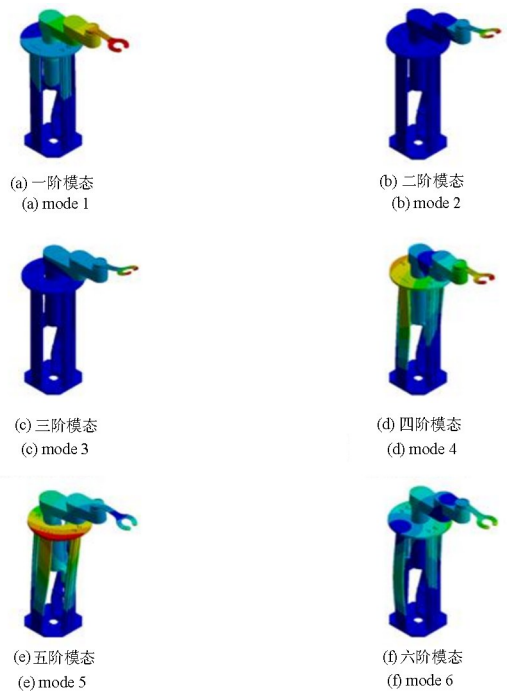 (a) 一阶模态
(a) mode 1
(b) 二阶模态
(b) mode 2
(c) 三阶模态
(c) mode 3
(d) 四阶模态
(d) mode 4
(e) 五阶模态
(e) mode 5
(f) 六阶模态
(f) mode 6